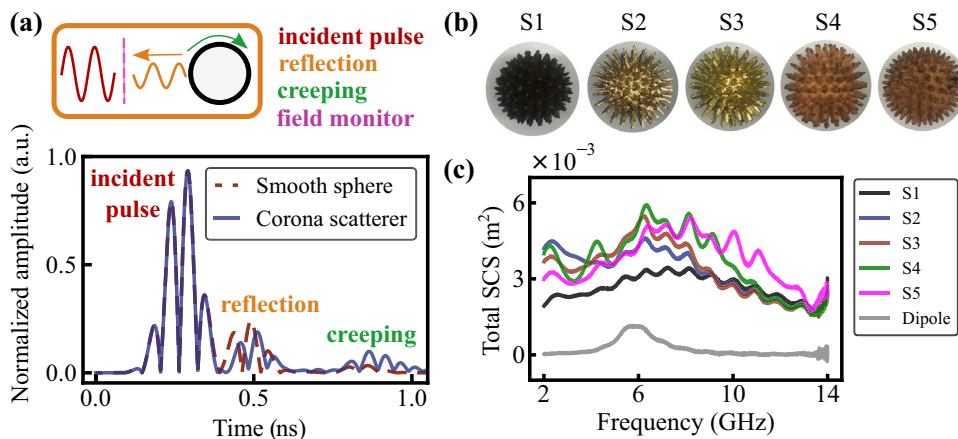 (a)
incident pulse
reflection
creeping
field monitor
Normalized amplitude (a.u.)
1.0
0.5
0.0
incident
pulse
Smooth sphere
Corona scatterer
reflection
creeping
0.0 0.5 1.0
Time (ns)
(b)
S1 S2 S3 S4 S5
(c)
×10⁻³
Total SCS (m²)
6
3
0
2 6 10 14
Frequency (GHz)
S1
S2
S3
S4
S5
Dipole